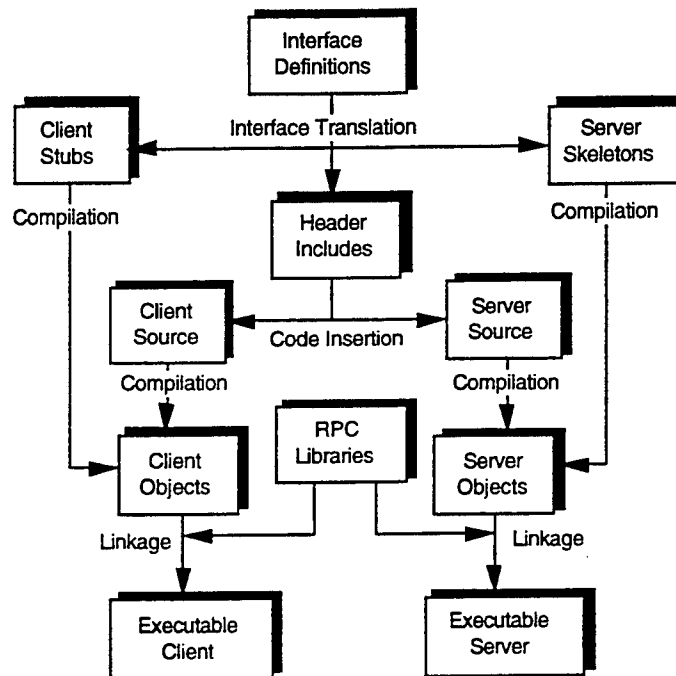 Interface
Definitions
Client
Stubs
Interface Translation
Server
Skeletons
Compilation
Header
Includes
Compilation
Client
Source
Code Insertion
Server
Source
Compilation
Compilation
Client
Objects
RPC
Libraries
Server
Objects
Linkage
Linkage
Executable
Client
Executable
Server